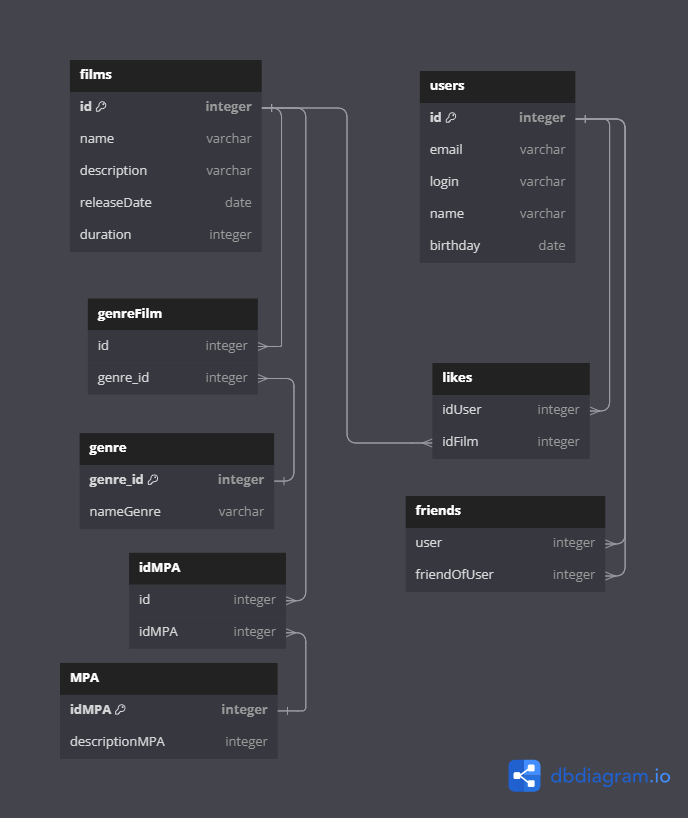 films
id integer
name varchar
description varchar
releaseDate date
duration integer
users
id integer
email varchar
login varchar
name varchar
birthday date
genreFilm
id integer
genre_id integer
likes
idUser integer
idFilm integer
genre
genre_id integer
nameGenre varchar
friends
user integer
friendOfUser integer
idMPA
id integer
idMPA integer
MPA
idMPA integer
descriptionMPA integer
dbdiagram.io